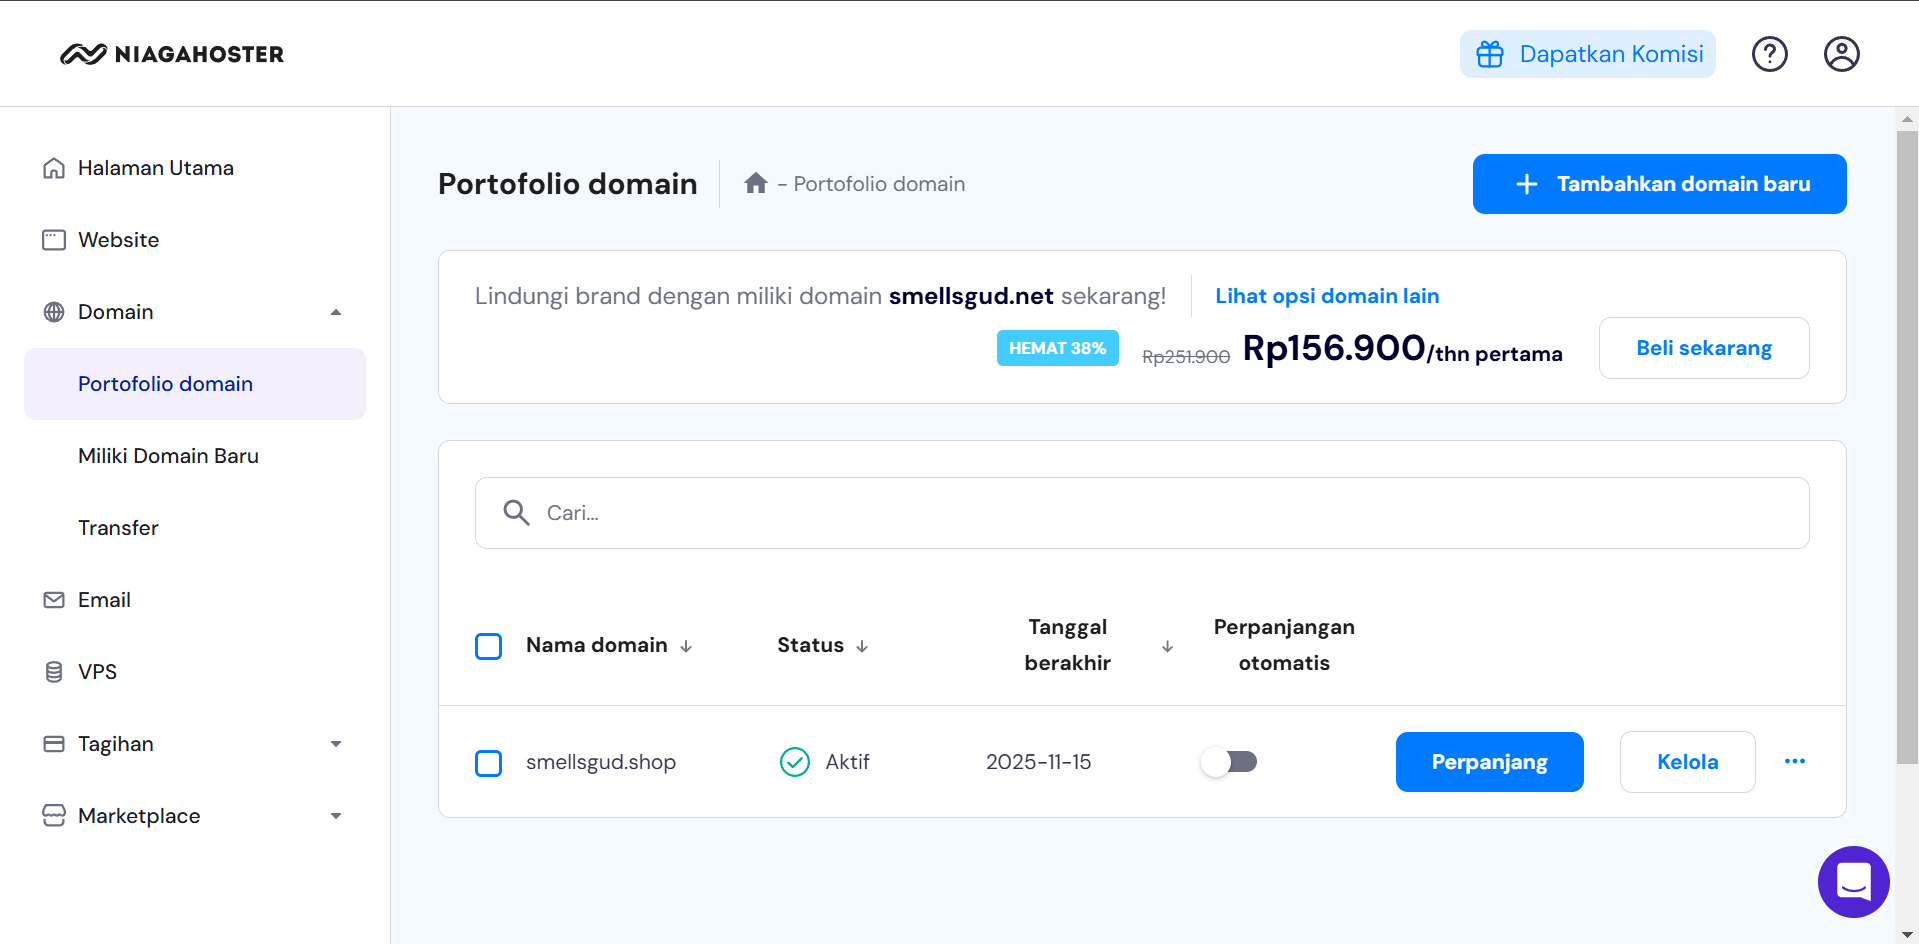 NIAGAHOSTER
Dapatkan Komisi
Halaman Utama
Website
Domain
Portofolio domain
Miliki Domain Baru
Transfer
Email
VPS
Tagihan
Marketplace
Portofolio domain
- Portofolio domain
+ Tambahkan domain baru
Lindungi brand dengan miliki domain smellsgud.net sekarang!
Lihat opsi domain lain
HEMAT 38% Rp251.900 Rp156.900/thn pertama
Beli sekarang
Cari...
Nama domain ↓ Status ↓ Tanggal berakhir ↓ Perpanjangan otomatis
smellsgud.shop Aktif 2025-11-15 Perpanjang Kelola ...